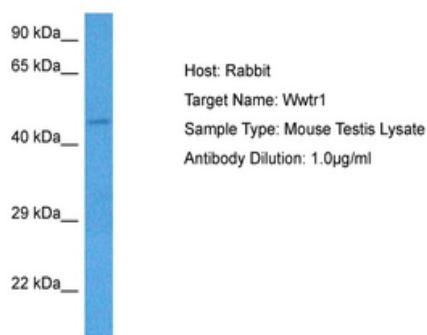 90 kDa__
65 kDa__
Host: Rabbit
Target Name: Wwtr1
Sample Type: Mouse Testis Lysate
40 kDa__
Antibody Dilution: 1.0µg/ml
29 kDa__
22 kDa__